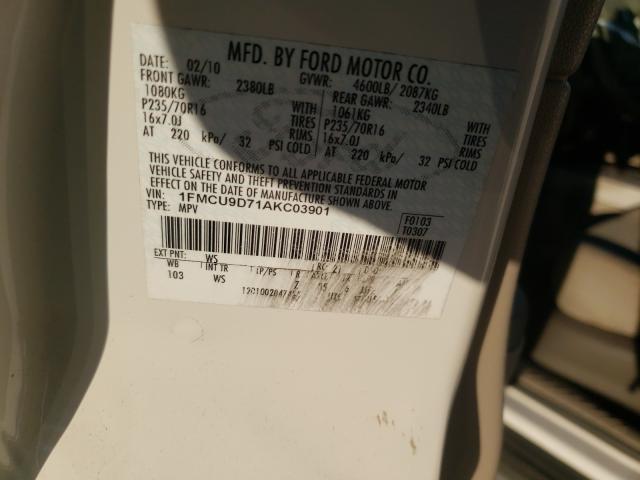 MFD. BY FORD MOTOR CO.
DATE: 02/10 GVWR: 4600LB/ 2087KG
FRONT GAWR: 2380LB REAR GAWR: 2340LB
1080KG WITH 1061KG WITH
P235/70R16 TIRES P235/70R16 TIRES
16x7.0J RIMS 16x7.0J RIMS
AT 220 kPa/ 32 PSI COLD AT 220 kPa/ 32 PSI COLD
THIS VEHICLE CONFORMS TO ALL APPLICABLE FEDERAL MOTOR
VEHICLE SAFETY AND THEFT PREVENTION STANDARDS IN
EFFECT ON THE DATE OF MANUFACTURE SHOWN ABOVE.
VIN: 1FMCU9D71AKC03901
TYPE: MPV
F0103
T0307
EXT PNT: WS
WB INT TR TP/PS R
103 WS